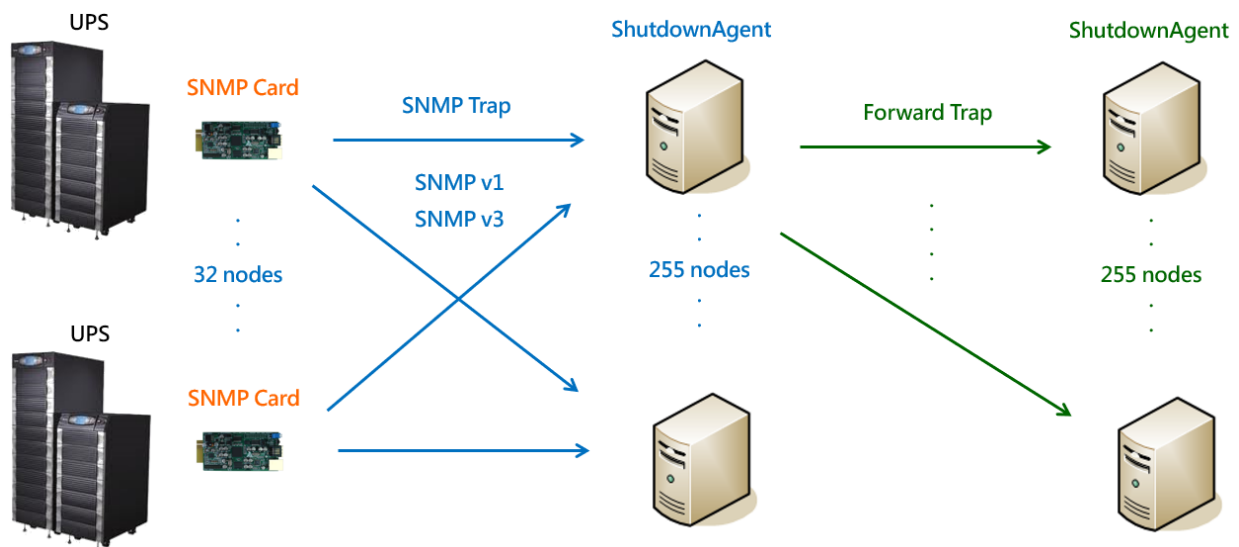 UPS
ShutdownAgent
ShutdownAgent
SNMP Card
SNMP Trap
Forward Trap
SNMP v1
SNMP v3
32 nodes
255 nodes
255 nodes
UPS
SNMP Card